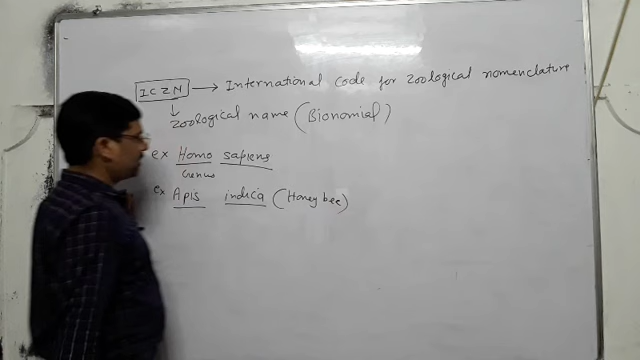 ICZN → International Code for Zoological nomenclature
↓
Zoological name (Bionomial)
ex Homo sapiens
Genus
ex Apis indica (Honey bee)